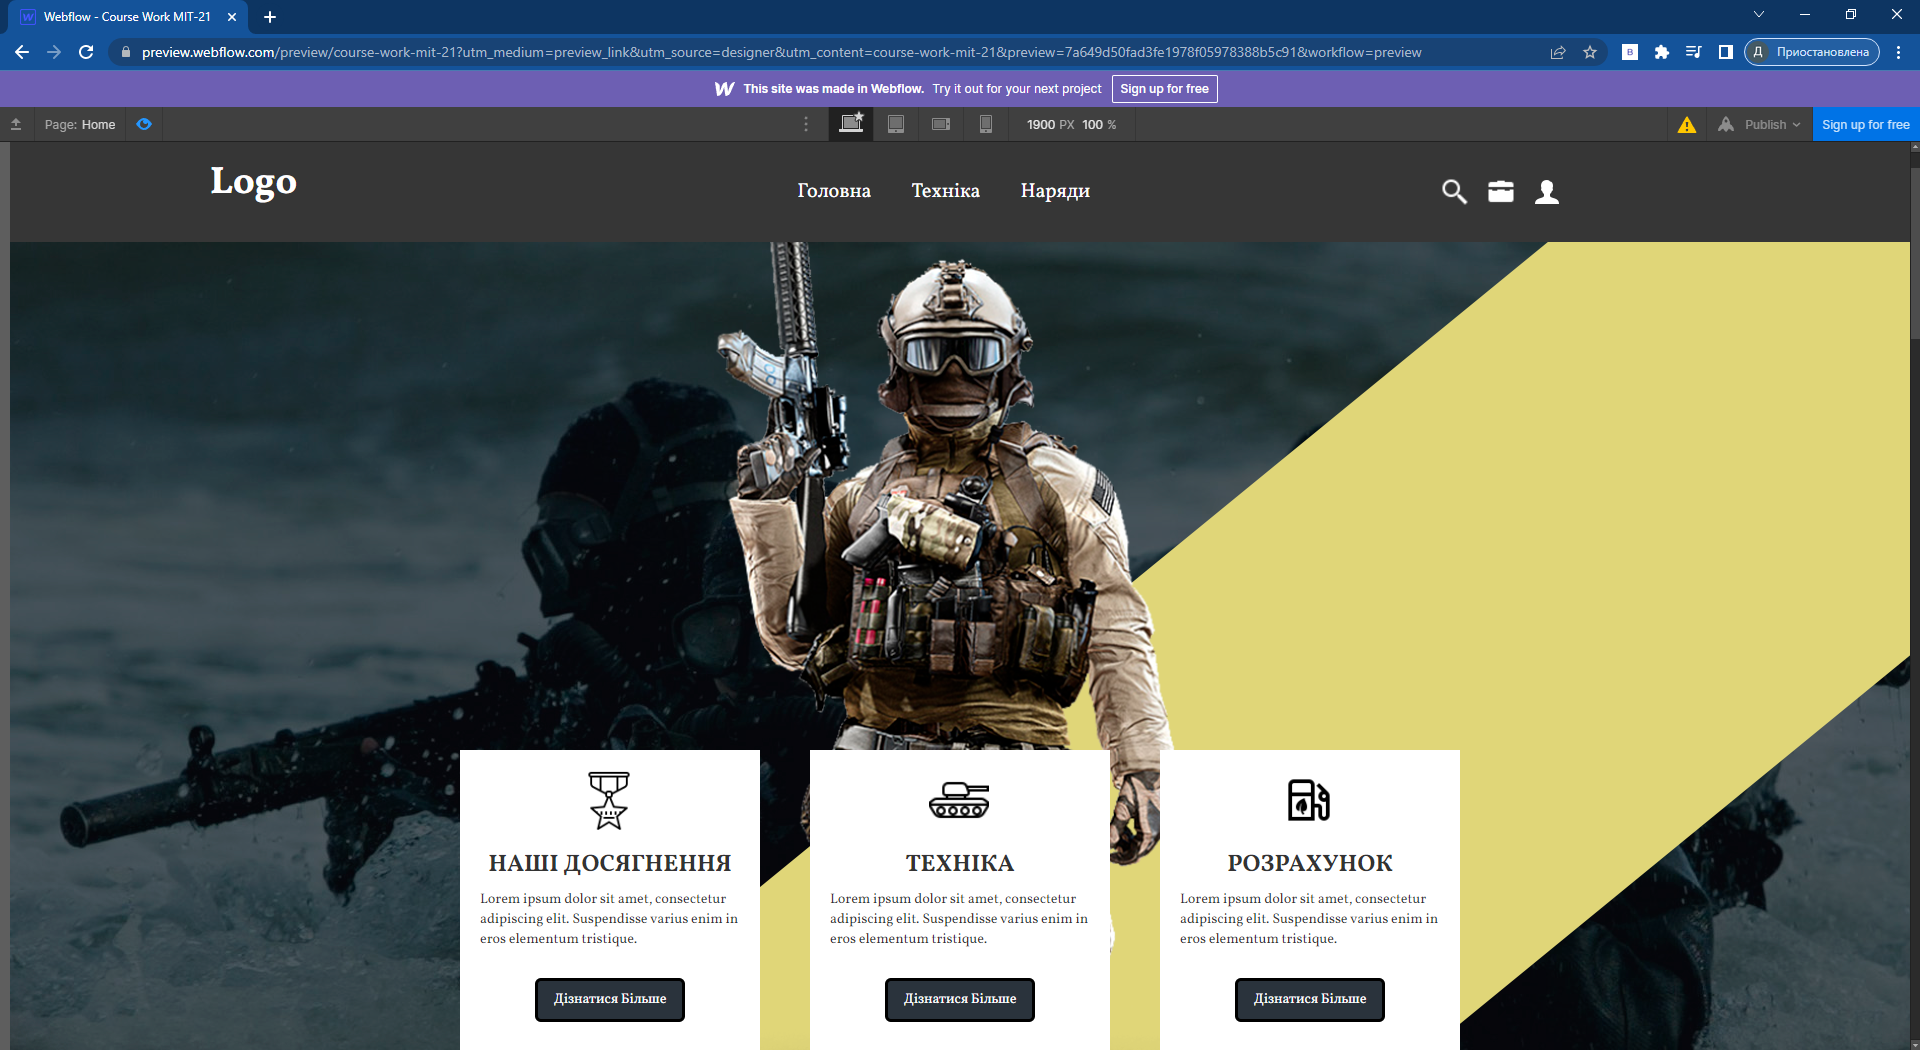 Webflow - Course Work MIT-21
preview.webflow.com/preview/course-work-mit-21?utm_medium=preview_link&utm_source=designer&utm_content=course-work-mit-21&preview=7a649d50fad3fe1978f05978388b5c91&workflow=preview
B
Д Приостановлена
This site was made in Webflow. Try it out for your next project Sign up for free
Page: Home
1900 PX 100 %
Publish
Sign up for free
Logo
Головна Техніка Наряди
НАШІ ДОСЯГНЕННЯ
Lorem ipsum dolor sit amet, consectetur
adipiscing elit. Suspendisse varius enim in
eros elementum tristique.
Дізнатися Більше
ТЕХНІКА
Lorem ipsum dolor sit amet, consectetur
adipiscing elit. Suspendisse varius enim in
eros elementum tristique.
Дізнатися Більше
РОЗРАХУНОК
Lorem ipsum dolor sit amet, consectetur
adipiscing elit. Suspendisse varius enim in
eros elementum tristique.
Дізнатися Більше